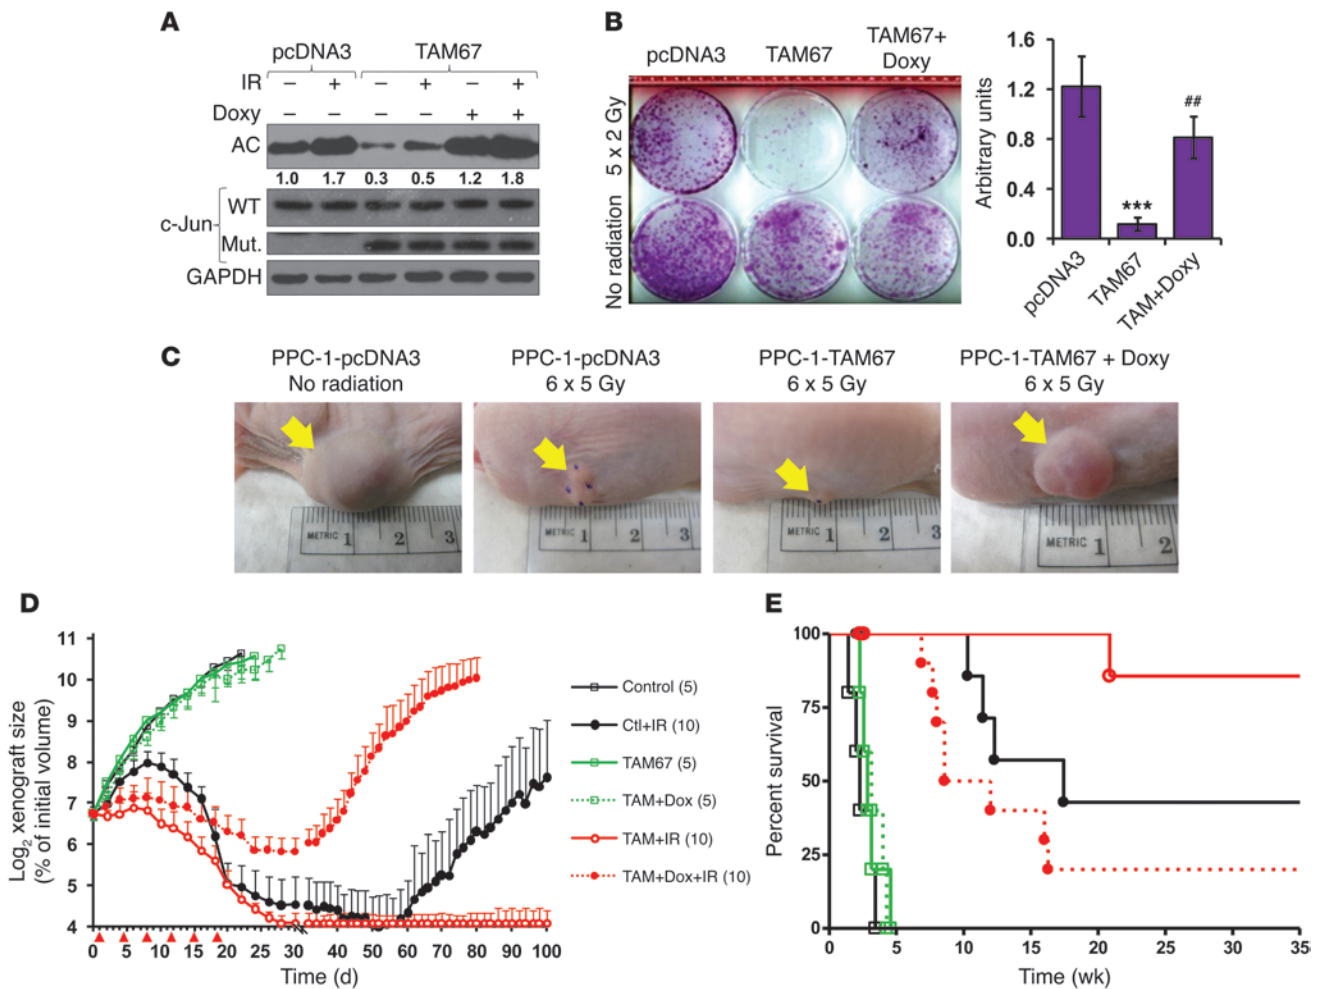 A
pcDNA3 TAM67
IR − + − + − +
Doxy + +
AC
1.0 1.7 0.3 0.5 1.2 1.8
c-Jun
WT
Mut.
GAPDH
B
pcDNA3 TAM67 TAM67+
Doxy
5 x 2 Gy
No radiation
Arbitrary units
1.6
1.2
0.8
0.4
0.0
***
##
pcDNA3
TAM67
TAM+Doxy
C
PPC-1-pcDNA3
No radiation
PPC-1-pcDNA3
6 x 5 Gy
PPC-1-TAM67
6 x 5 Gy
PPC-1-TAM67 + Doxy
6 x 5 Gy
METRIC 1 2 3
METRIC 1 2 3
METRIC 1 2 3
METRIC 1 2
D
Log2 xenograft size
(% of initial volume)
11
10
9
8
7
6
5
4
0 5 10 15 20 25 30 40 50 60 70 80 90 100
Time (d)
Control (5)
Ctl+IR (10)
TAM67 (5)
TAM+Dox (5)
TAM+IR (10)
TAM+Dox+IR (10)
E
Percent survival
100
75
50
25
0
0 5 10 15 20 25 30 35
Time (wk)